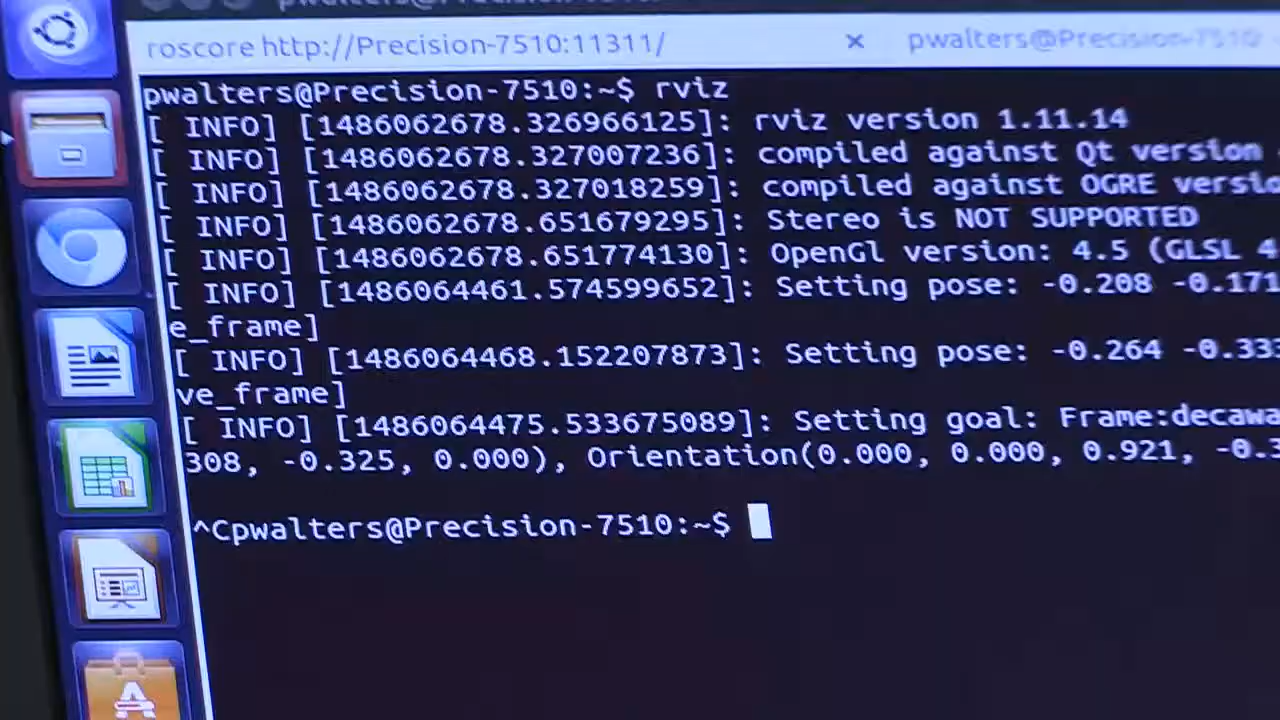 roscore http://Precision-7510:11311/ × pwalters@Precision-7510
pwalters@Precision-7510:~$ rviz
[ INFO] [1486062678.326966125]: rviz version 1.11.14
[ INFO] [1486062678.327007236]: compiled against Qt version
[ INFO] [1486062678.327018259]: compiled against OGRE versio
[ INFO] [1486062678.651679295]: Stereo is NOT SUPPORTED
[ INFO] [1486062678.651774130]: OpenGl version: 4.5 (GLSL 4
[ INFO] [1486064461.574599652]: Setting pose: -0.208 -0.171
e_frame]
[ INFO] [1486064468.152207873]: Setting pose: -0.264 -0.333
ve_frame]
[ INFO] [1486064475.533675089]: Setting goal: Frame:decawa
308, -0.325, 0.000), Orientation(0.000, 0.000, 0.921, -0.3
^Cpwalters@Precision-7510:~$